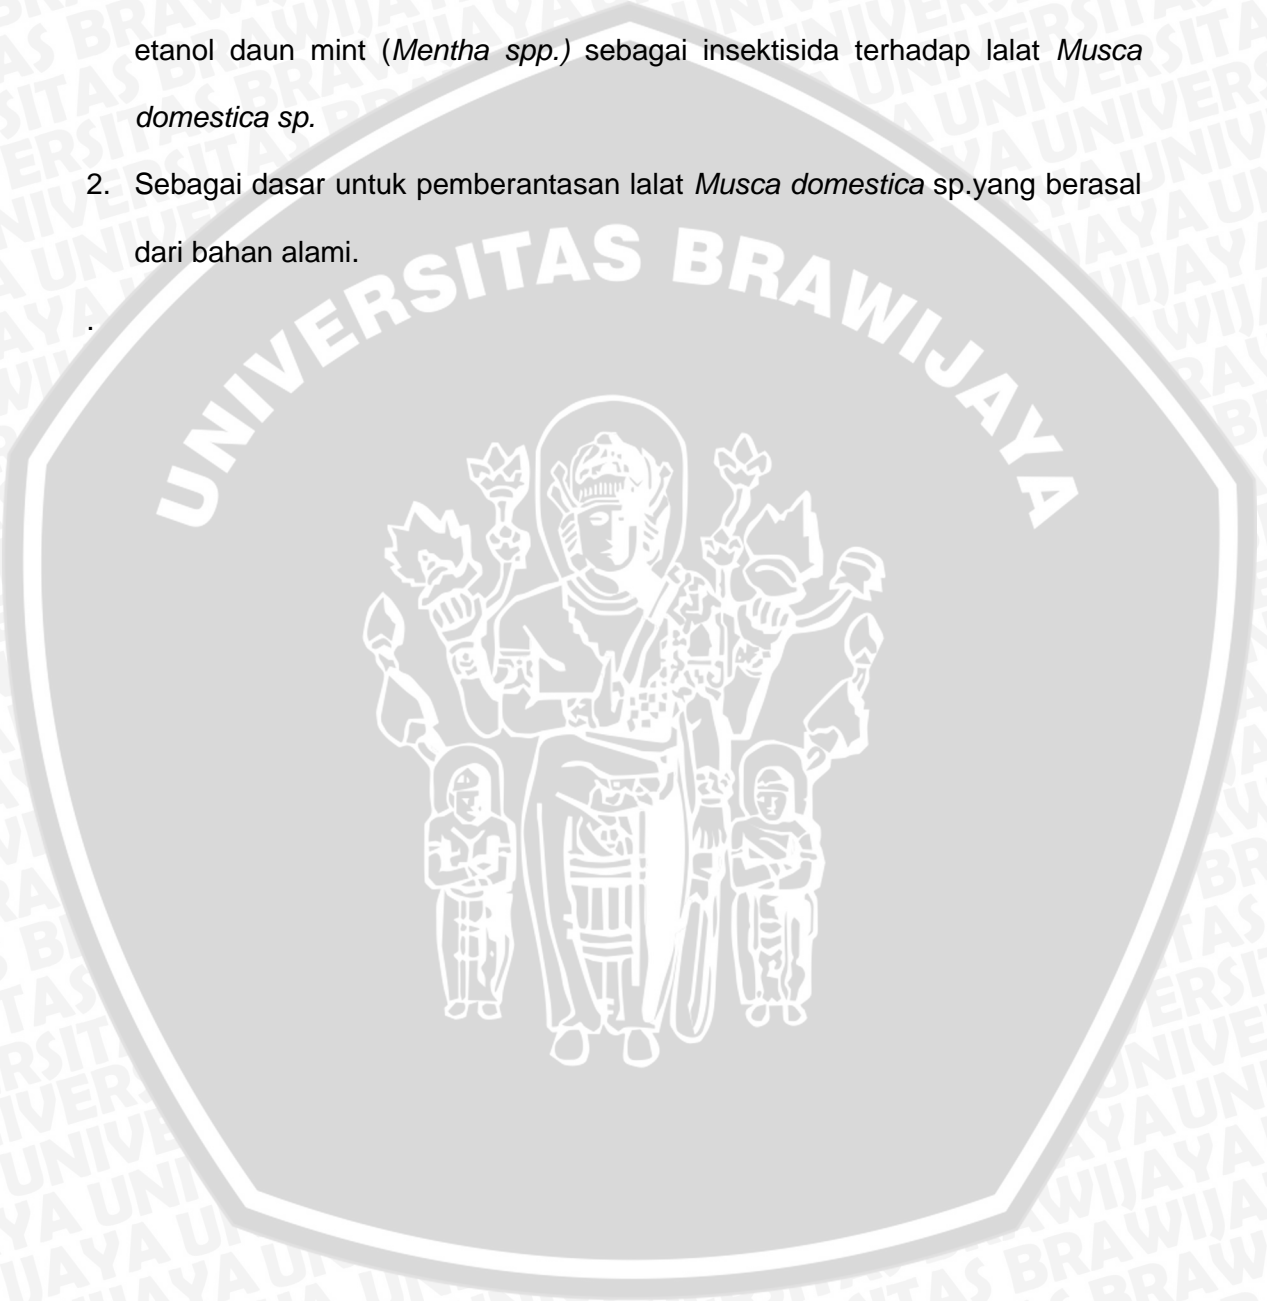 etanol daun mint (Mentha spp.) sebagai insektisida terhadap lalat Musca
domestica sp.
2. Sebagai dasar untuk pemberantasan lalat Musca domestica sp.yang berasal
dari bahan alami.
.
UNIVERSITAS BRAWIJAYA